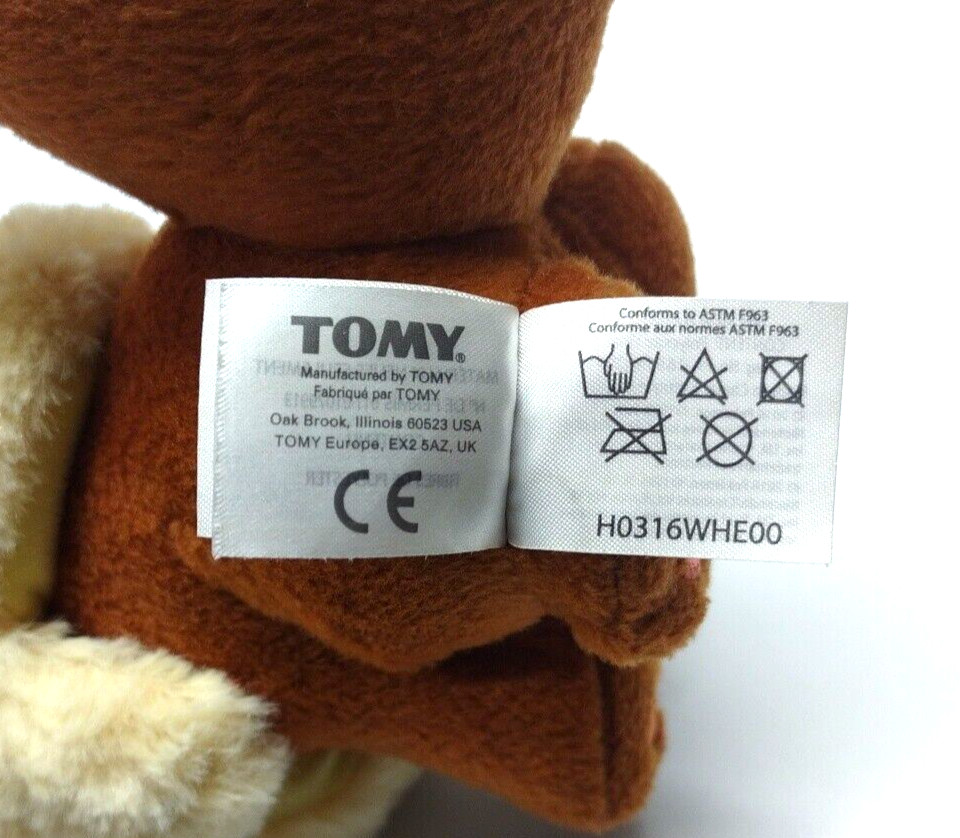 TOMY®
Manufactured by TOMY
Fabriqué par TOMY
Oak Brook, Illinois 60523 USA
TOMY Europe, EX2 5AZ, UK
CE
Conforms to ASTM F963
Conforme aux normes ASTM F963
H0316WHE00